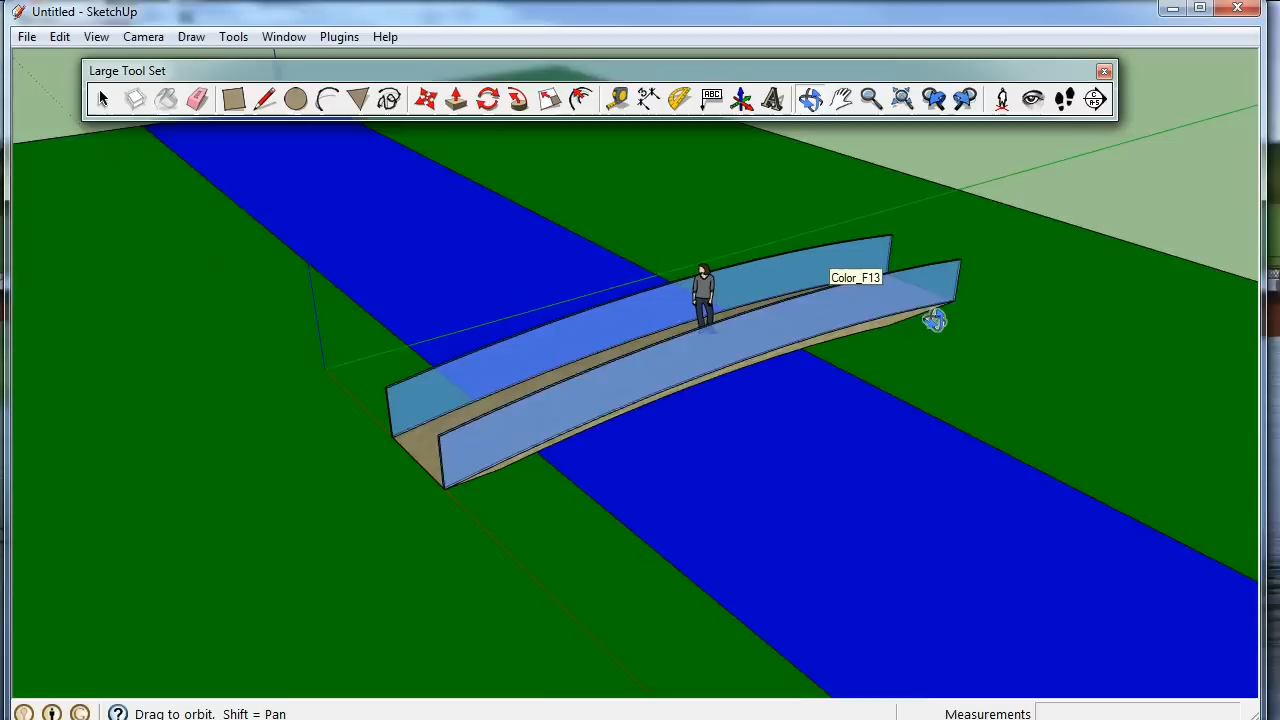 Untitled - SketchUp
File Edit View Camera Draw Tools Window Plugins Help
Large Tool Set
ABC
Color_F13
Drag to orbit. Shift = Pan
Measurements